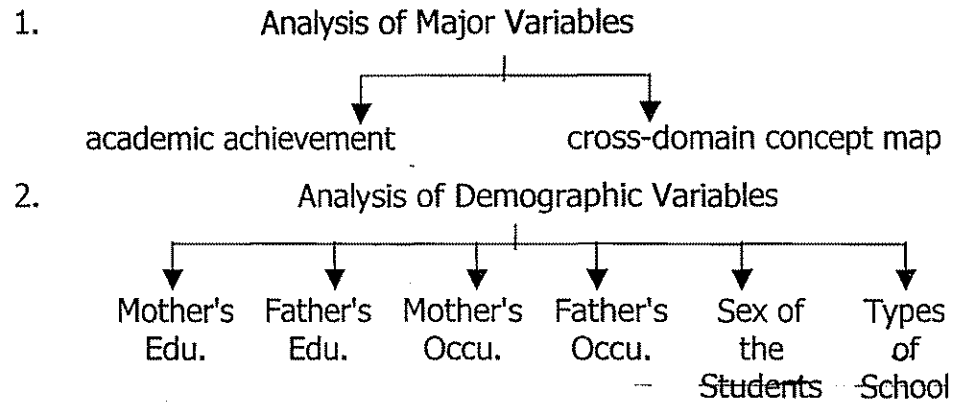 1. Analysis of Major Variables
academic achievement cross-domain concept map
2. Analysis of Demographic Variables
Mother's Father's Mother's Father's Sex of Types
Edu. Edu. Occu. Occu. the of
Students School